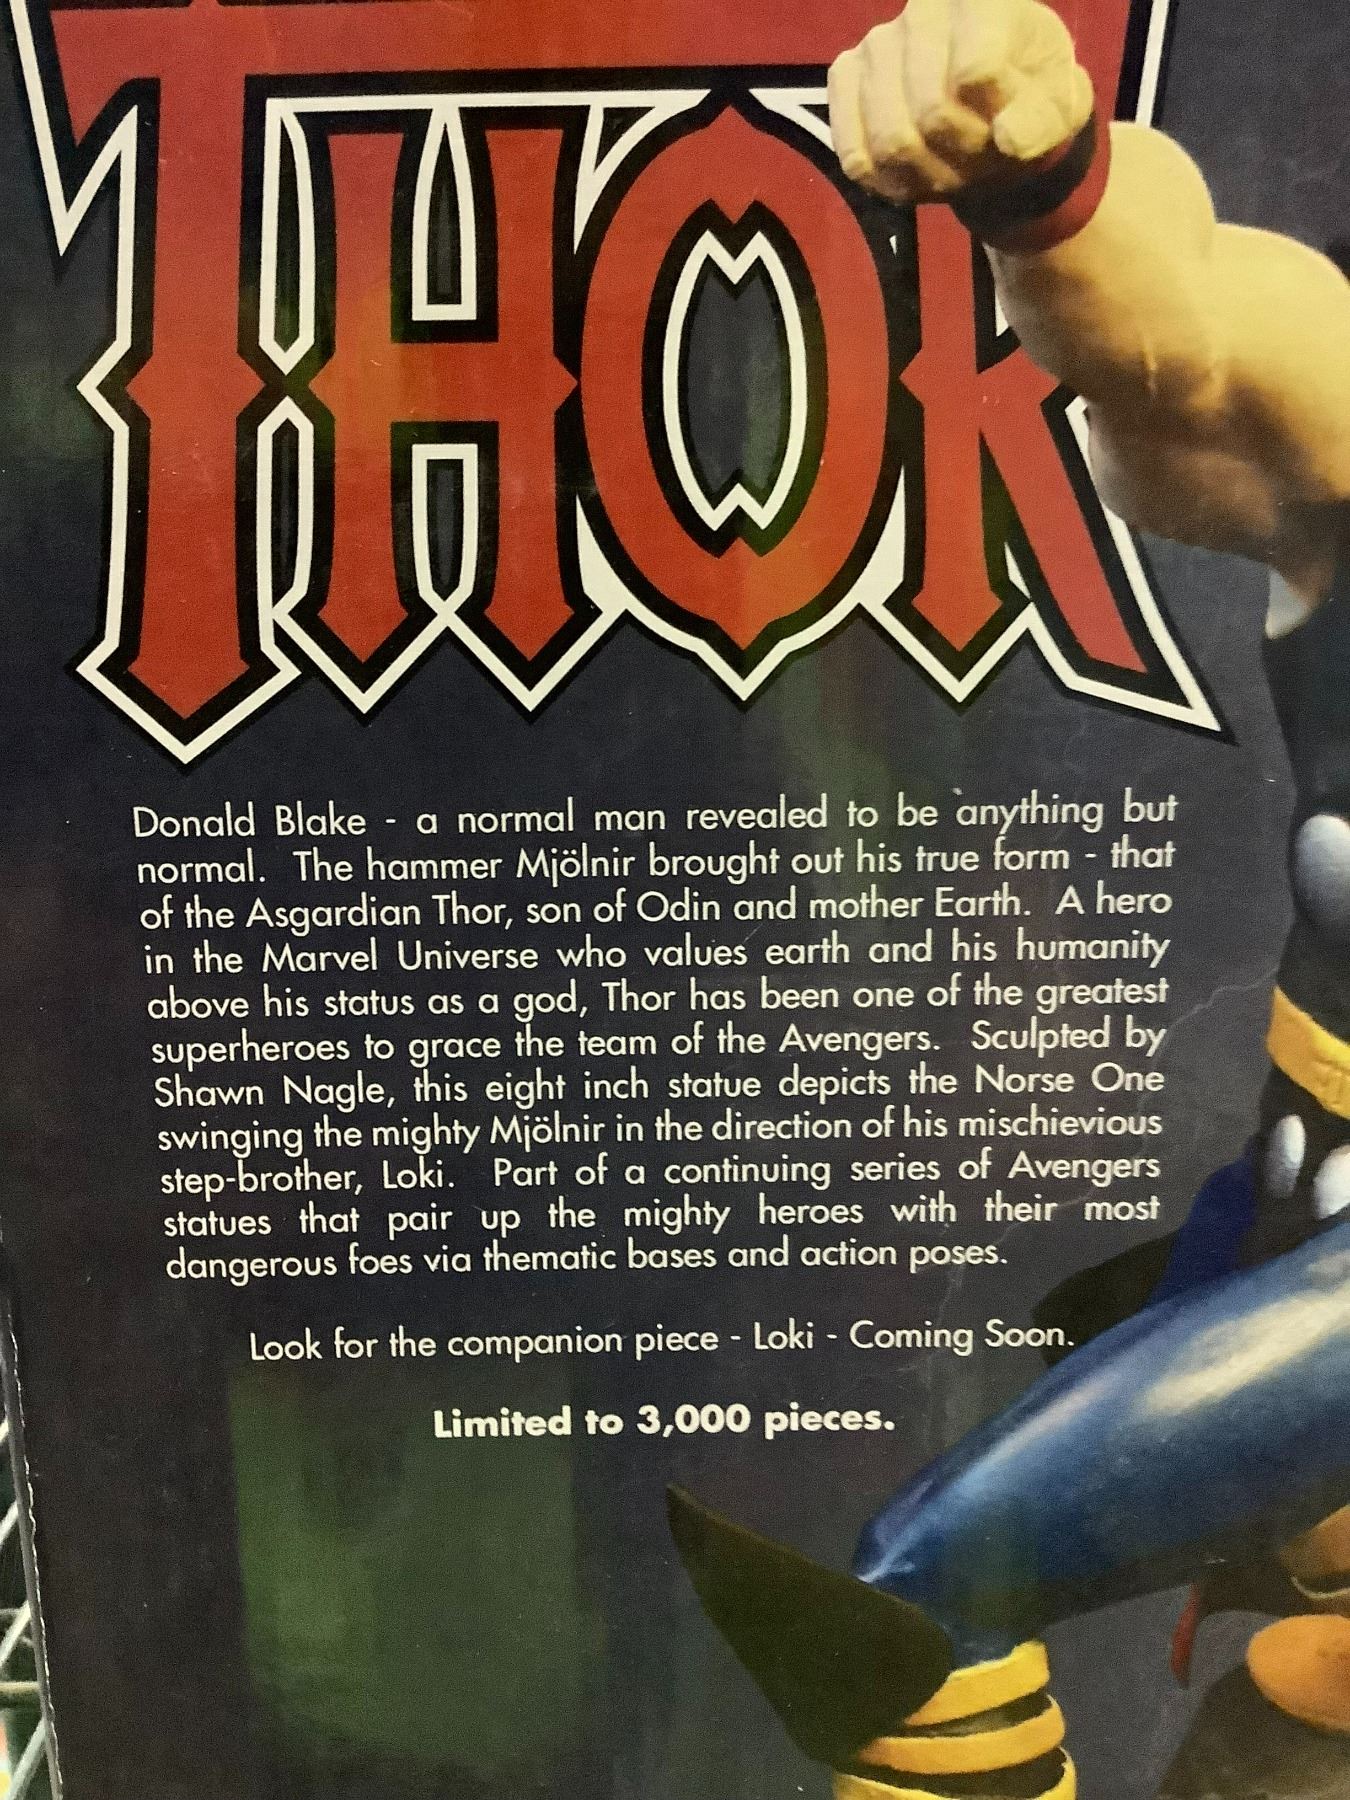 THOR
Donald Blake - a normal man revealed to be anything but
normal. The hammer Mjölnir brought out his true form - that
of the Asgardian Thor, son of Odin and mother Earth. A hero
in the Marvel Universe who values earth and his humanity
above his status as a god, Thor has been one of the greatest
superheroes to grace the team of the Avengers. Sculpted by
Shawn Nagle, this eight inch statue depicts the Norse One
swinging the mighty Mjölnir in the direction of his mischievious
step-brother, Loki. Part of a continuing series of Avengers
statues that pair up the mighty heroes with their most
dangerous foes via thematic bases and action poses.
Look for the companion piece - Loki - Coming Soon.
Limited to 3,000 pieces.